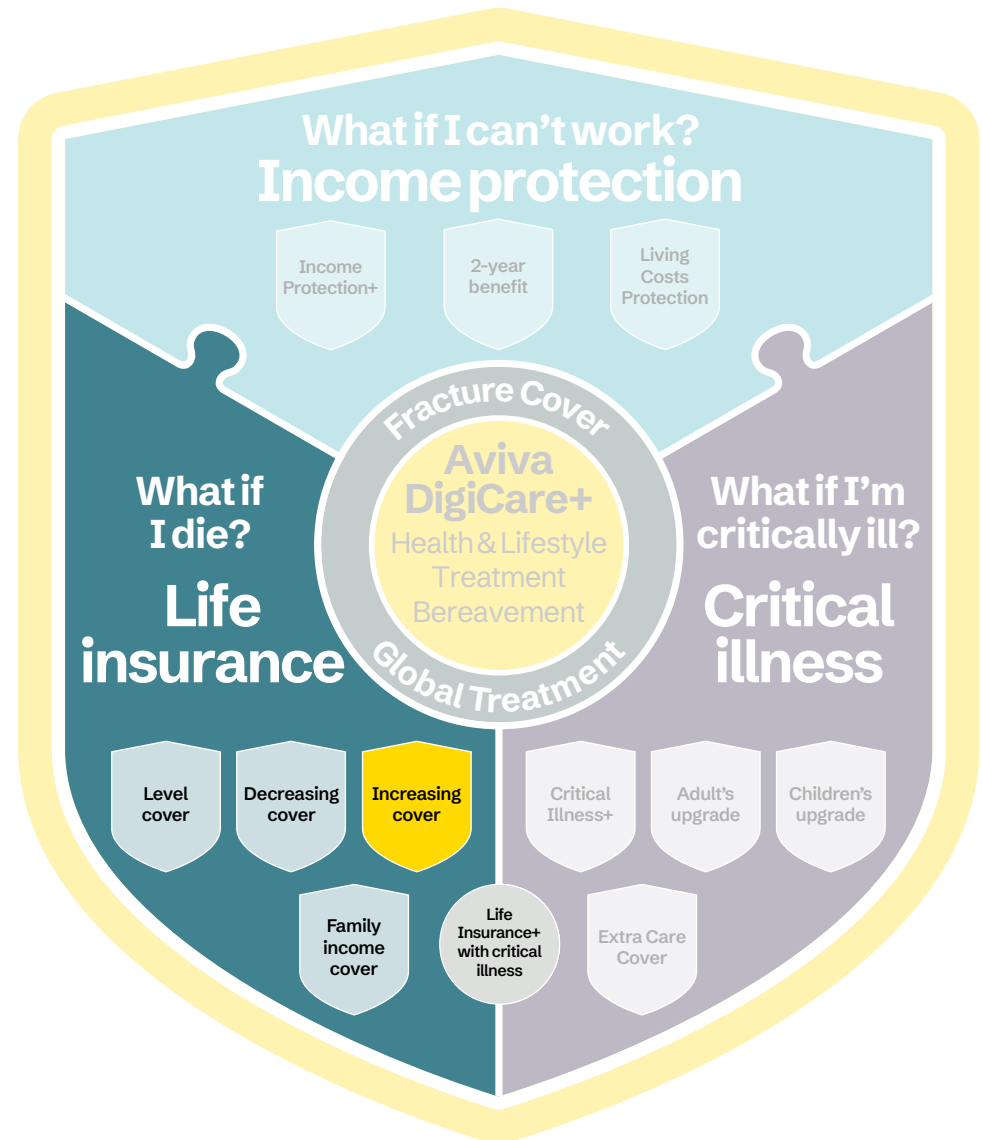 What if I can't work?
Income protection
Income
Protection+
2-year
benefit
Living
Costs
Protection
Fracture Cover
Aviva
DigiCare+
Health & Lifestyle
Treatment
Bereavement
Global Treatment
What if
I die?
Life
insurance
What if I'm
critically ill?
Critical
illness
Level
cover
Decreasing
cover
Increasing
cover
Critical
Illness+
Adult's
upgrade
Children's
upgrade
Family
income
cover
Life
Insurance+
with critical
illness
Extra Care
Cover